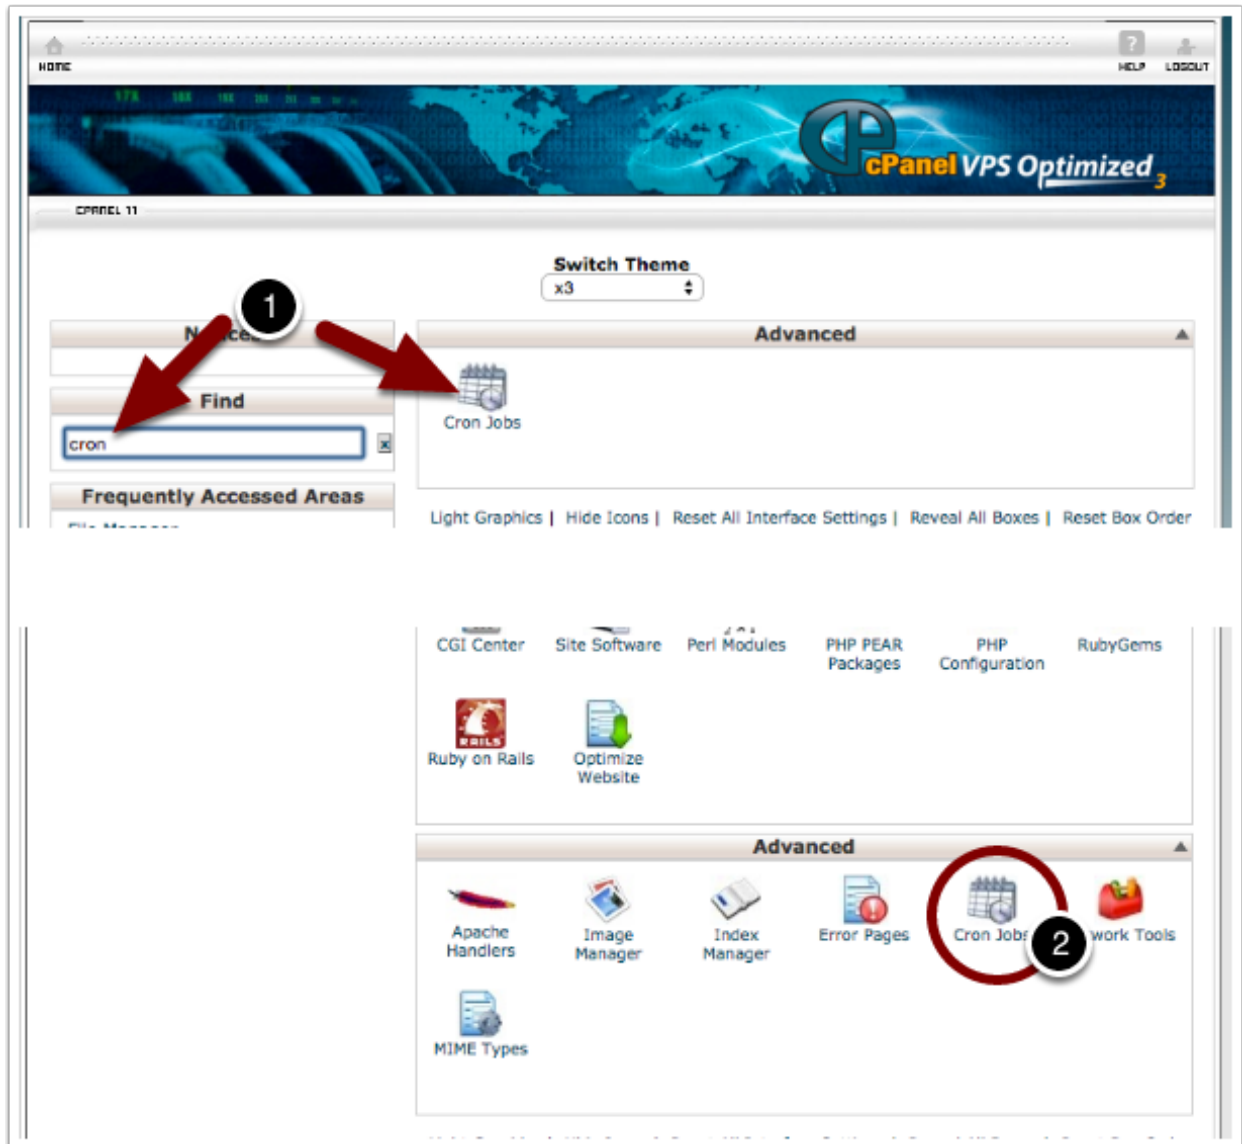 HOME
HELP LOGOUT
cPanel VPS Optimized 3
CPANEL 11
Switch Theme
x3
1
Advanced
Find
Cron Jobs
cron
x
Frequently Accessed Areas
Light Graphics | Hide Icons | Reset All Interface Settings | Reveal All Boxes | Reset Box Order
CGI Center Site Software Perl Modules PHP PEAR Packages PHP Configuration RubyGems
RAILS
Ruby on Rails Optimize Website
Advanced
Apache Handlers Image Manager Index Manager Error Pages Cron Jobs 2 work Tools
MIME Types